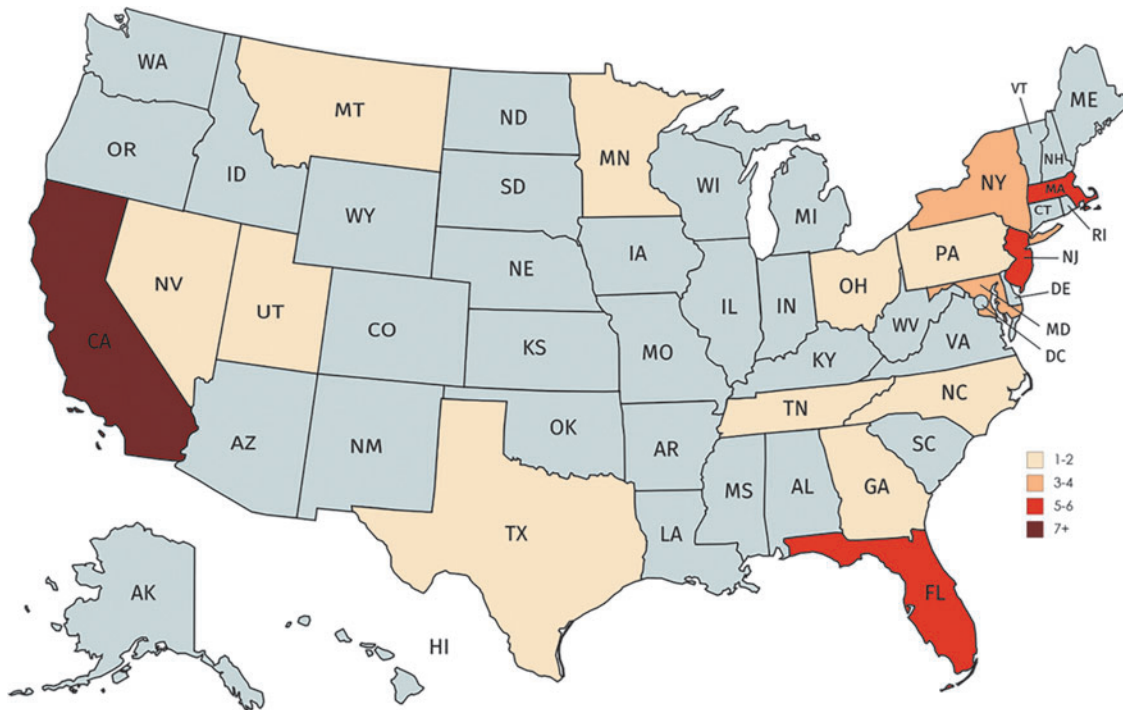 WA
MT
ND
MN
VT
ME
OR
ID
SD
WI
NH
NY
MA
WY
MI
CT
RI
IA
PA
NJ
NE
NV
OH
UT
IL
IN
DE
CO
WV
MD
CA
KS
MO
VA
DC
KY
NC
TN
OK
AZ
NM
AR
SC
1-2
MS
AL
GA
3-4
5-6
TX
LA
7+
AK
FL
HI